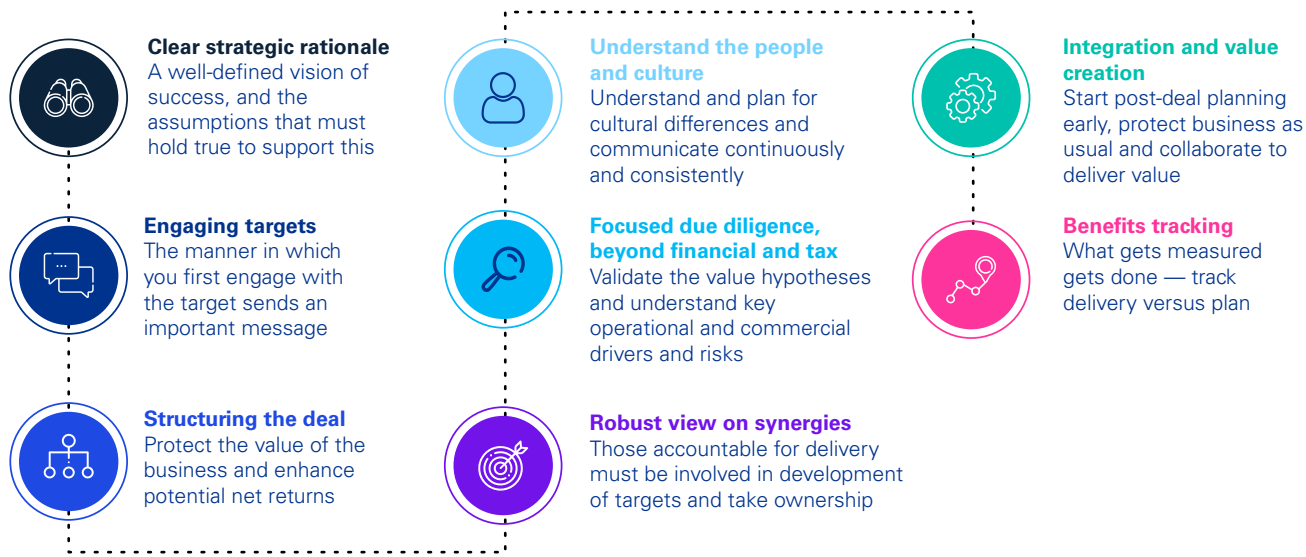 Clear strategic rationale
A well-defined vision of
success, and the
assumptions that must
hold true to support this
Engaging targets
The manner in which
you first engage with
the target sends an
important message
Structuring the deal
Protect the value of the
business and enhance
potential net returns
Understand the people
and culture
Understand and plan for
cultural differences and
communicate continuously
and consistently
Focused due diligence,
beyond financial and tax
Validate the value hypotheses
and understand key
operational and commercial
drivers and risks
Robust view on synergies
Those accountable for delivery
must be involved in development
of targets and take ownership
Integration and value
creation
Start post-deal planning
early, protect business as
usual and collaborate to
deliver value
Benefits tracking
What gets measured
gets done — track
delivery versus plan